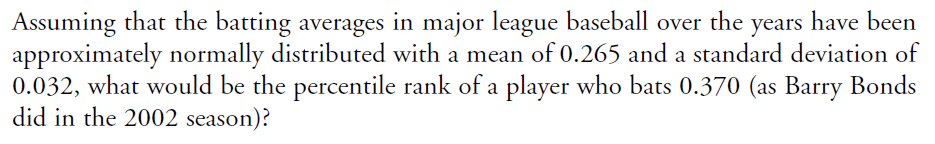 Assuming that the batting averages in major league baseball over the years have been
approximately normally distributed with a mean of 0.265 and a standard deviation of
0.032, what would be the percentile rank of a player who bats 0.370 (as Barry Bonds
did in the 2002 season)?